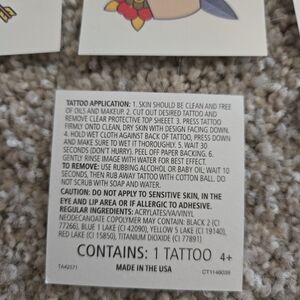 TATTOO APPLICATION: 1. SKIN SHOULD BE CLEAN AND FREE
OF OILS AND MAKEUP. 2. CUT OUT DESIRED TATTOO AND
REMOVE CLEAR PROTECTIVE TOP SHEET. 3. PRESS TATTOO
FIRMLY ONTO CLEAN, DRY SKIN WITH DESIGN FACING DOWN.
4. HOLD WET CLOTH AGAINST BACK OF TATTOO, PRESS DOWN
AND MAKE SURE TO WET IT THOROUGHLY. 5. WAIT 30
SECONDS (DON'T HURRY). PEEL OFF PAPER BACKING. 6.
GENTLY RINSE IMAGE WITH WATER FOR BEST EFFECT.
TO REMOVE: USE RUBBING ALCOHOL OR BABY OIL; WAIT 10
SECONDS, THEN RUB AWAY TATTOO WITH COTTON BALL. DO
NOT SCRUB WITH SOAP AND WATER.
CAUTION: DO NOT APPLY TO SENSITIVE SKIN, IN THE
EYE AND LIP AREA OR IF ALLERGIC TO ADHESIVE.
REGULAR INGREDIENTS: ACRYLATES/VA/VINYL
NEODECANOATE COPOLYMER MAY CONTAIN: BLACK 2 (CI
77266), BLUE 1 LAKE (CI 42090), YELLOW 5 LAKE (CI 19140),
RED LAKE (CI 15850), TITANIUM DIOXIDE (CI 77891)
CONTAINS: 1 TATTOO 4+
MADE IN THE USA